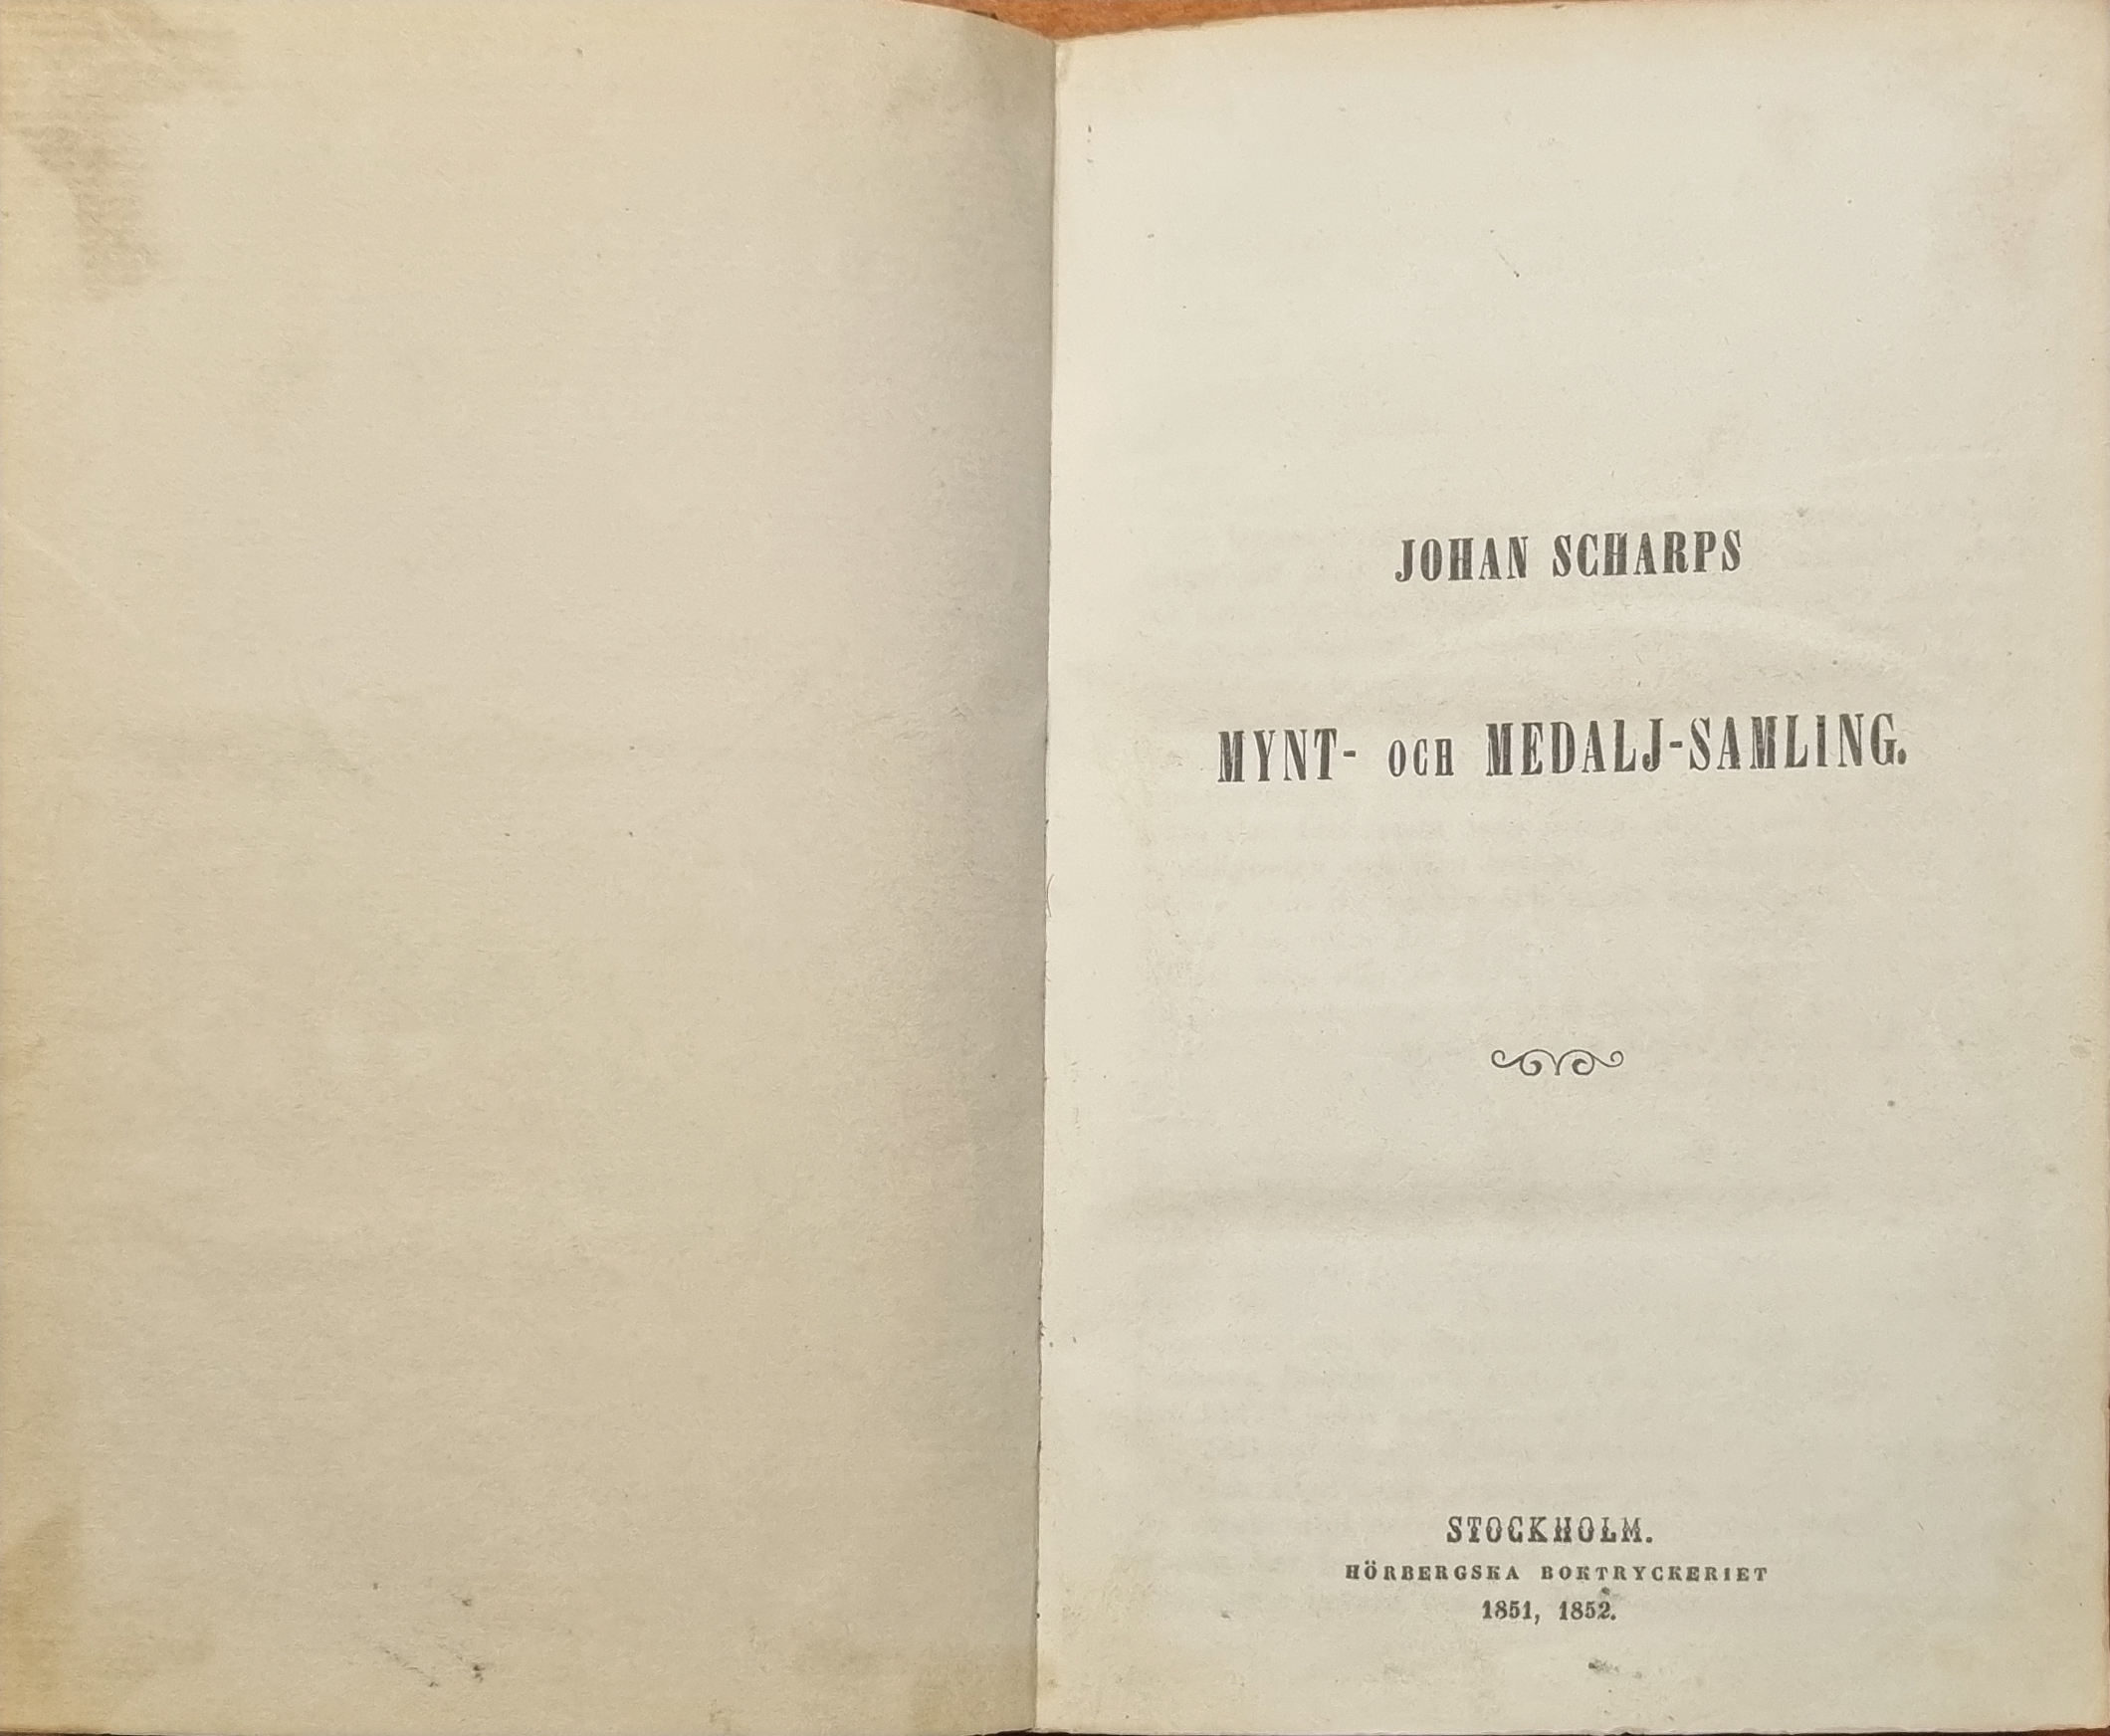 JOHAN SCHARPS
MYNT- OCH MEDALJ-SAMLING.
STOCKHOLM.
HÖRBERGSKA BOKTRYCKERIET
1851, 1852.